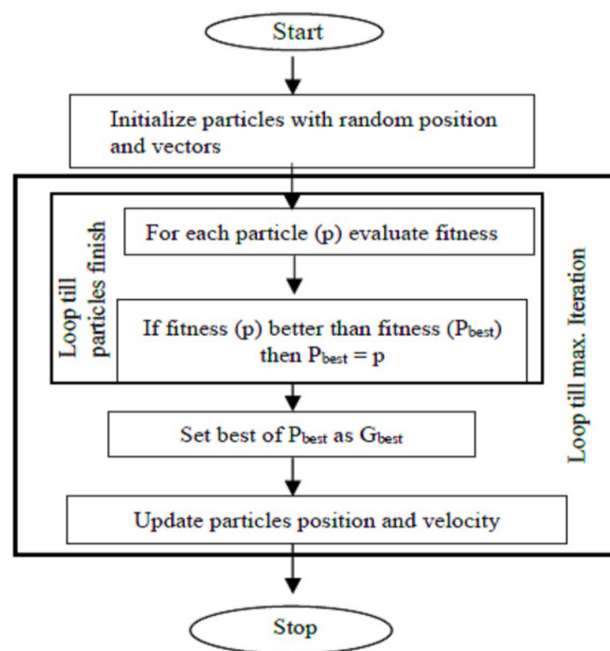 Start
Initialize particles with random position
and vectors
Loop till
particles finish
For each particle (p) evaluate fitness
If fitness (p) better than fitness (Pbest)
then Pbest = p
Loop till max. Iteration
Set best of Pbest as Gbest
Update particles position and velocity
Stop